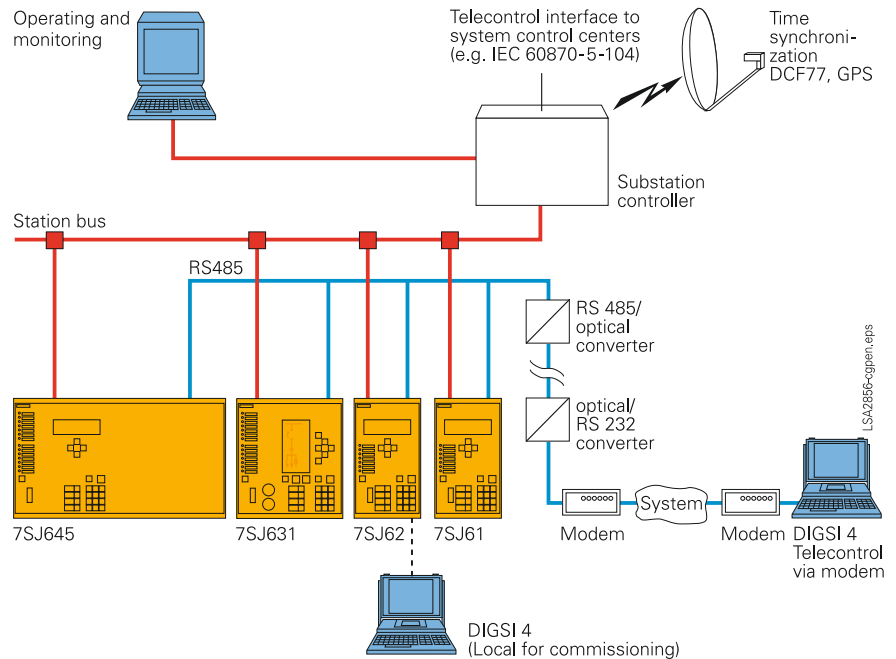 Operating and
monitoring
Telecontrol interface to
system control centers
(e.g. IEC 60870-5-104)
Time
synchroni-
zation
DCF77, GPS
Substation
controller
Station bus
RS485
RS 485/
optical
converter
optical/
RS 232
converter
LSA2856-cgpen.eps
7SJ645
7SJ631
7SJ62
7SJ61
Modem
System
Modem
DIGSI 4
Telecontrol
via modem
DIGSI 4
(Local for commissioning)